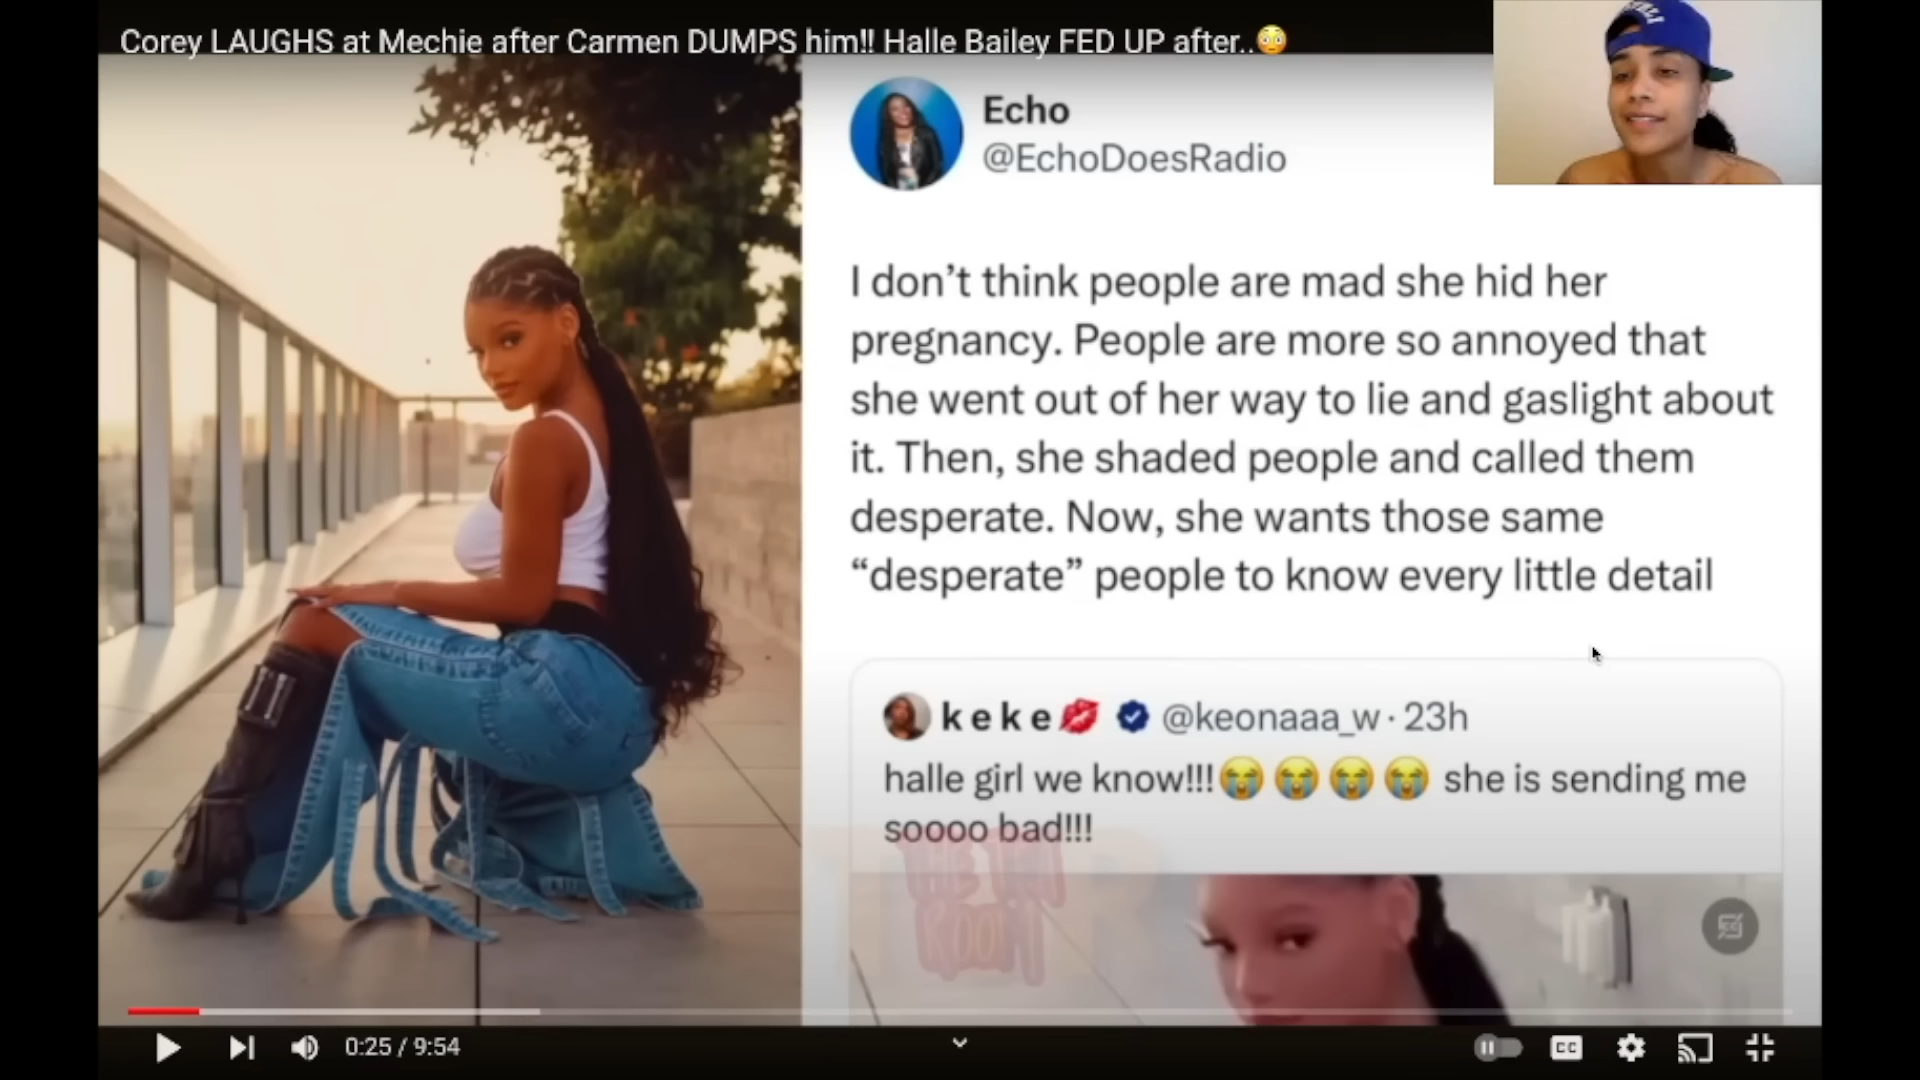 Corey LAUGHS at Mechie after Carmen DUMPS him!! Halle Bailey FED UP after..😳
Echo
@EchoDoesRadio
I don’t think people are mad she hid her
pregnancy. People are more so annoyed that
she went out of her way to lie and gaslight about
it. Then, she shaded people and called them
desperate. Now, she wants those same
“desperate” people to know every little detail
k e k e💋 @keonaaa_w · 23h
halle girl we know!!!😭😭😭😭 she is sending me
soooo bad!!!
ROOM
0:25 / 9:54
CC